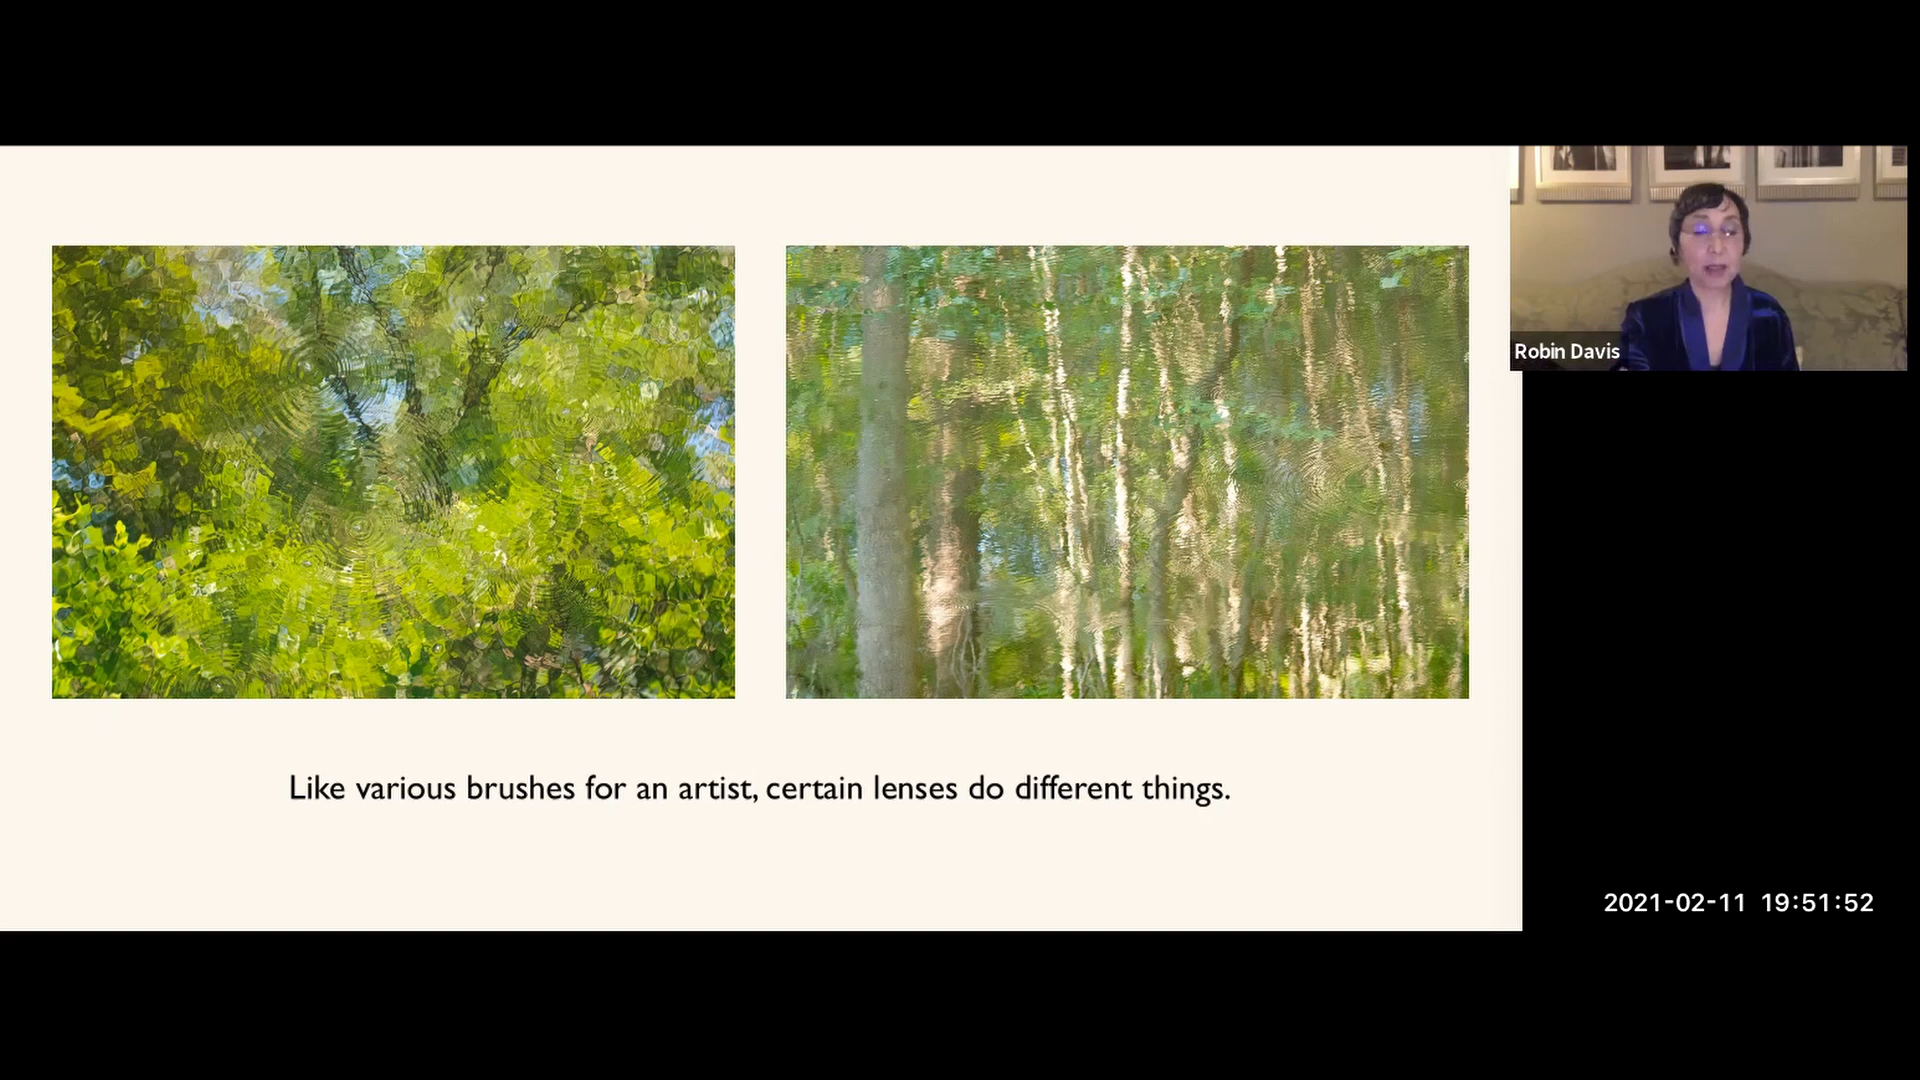 Robin Davis
Like various brushes for an artist, certain lenses do different things.
2021-02-11 19:51:52